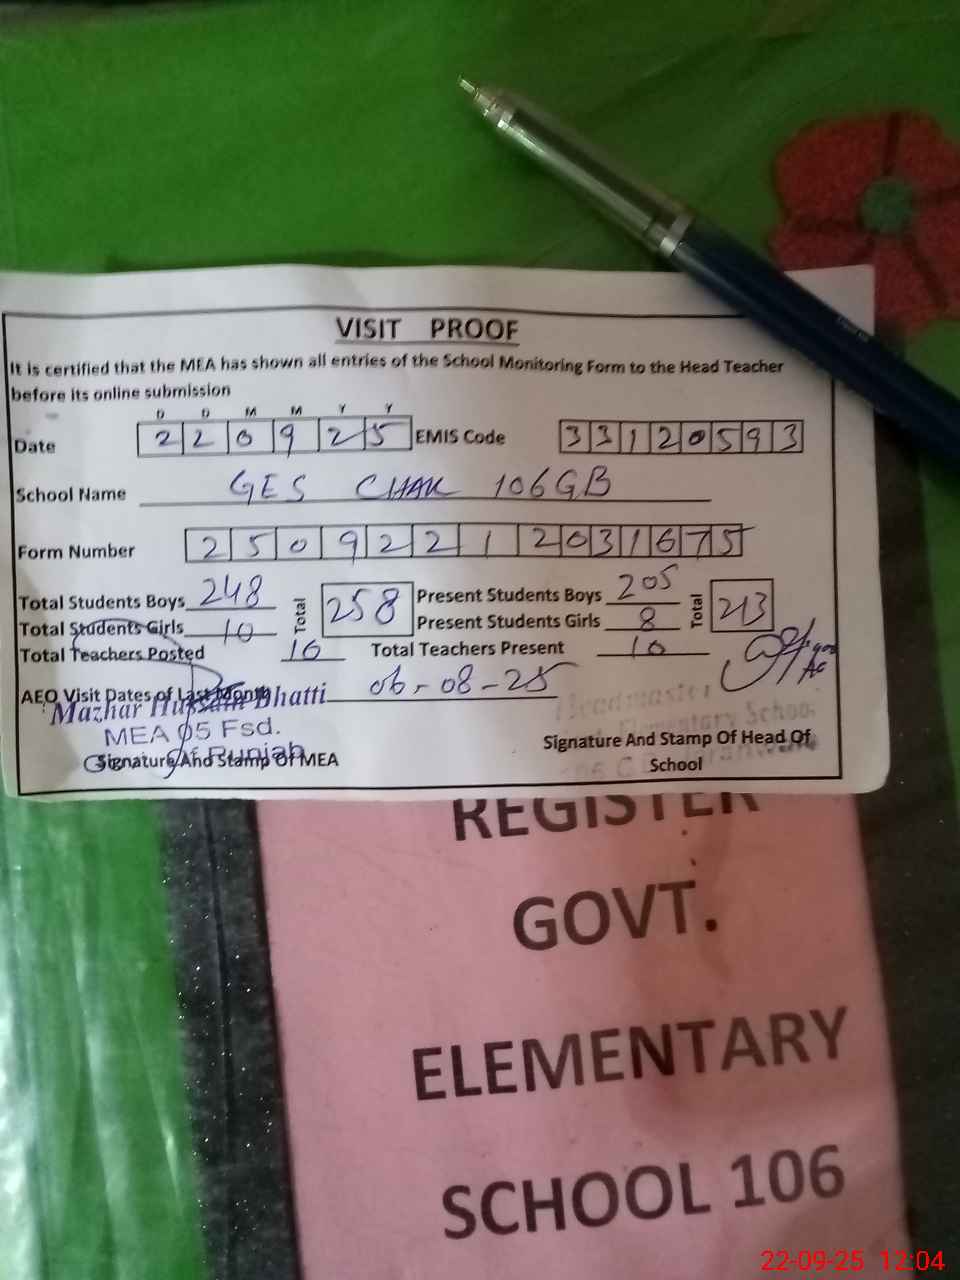 VISIT PROOF
It is certified that the MEA has shown all entries of the School Monitoring Form to the Head Teacher
before its online submission
D D M M Y Y
Date 2 2 0 9 2 5 EMIS Code 3 3 1 2 0 5 9 3
School Name GES CHAK 106GB
Form Number 2 5 0 9 2 2 1 2 0 3 1 6 7 5
Total Students Boys 248 Total 258 Present Students Boys 205 Total 213
Total Students Girls 10 Present Students Girls 8
Total Teachers Posted 10 Total Teachers Present 10
AEO Visit Dates of Last Month 06-08-25
Mazhar Hussain Bhatti
MEA 05 Fsd.
Govt. of Punjab
Signature And Stamp Of MEA
Headmaster
Elementary School
Signature And Stamp Of Head Of
School
REGISTER
GOVT.
ELEMENTARY
SCHOOL 106
22-09-25 12:04